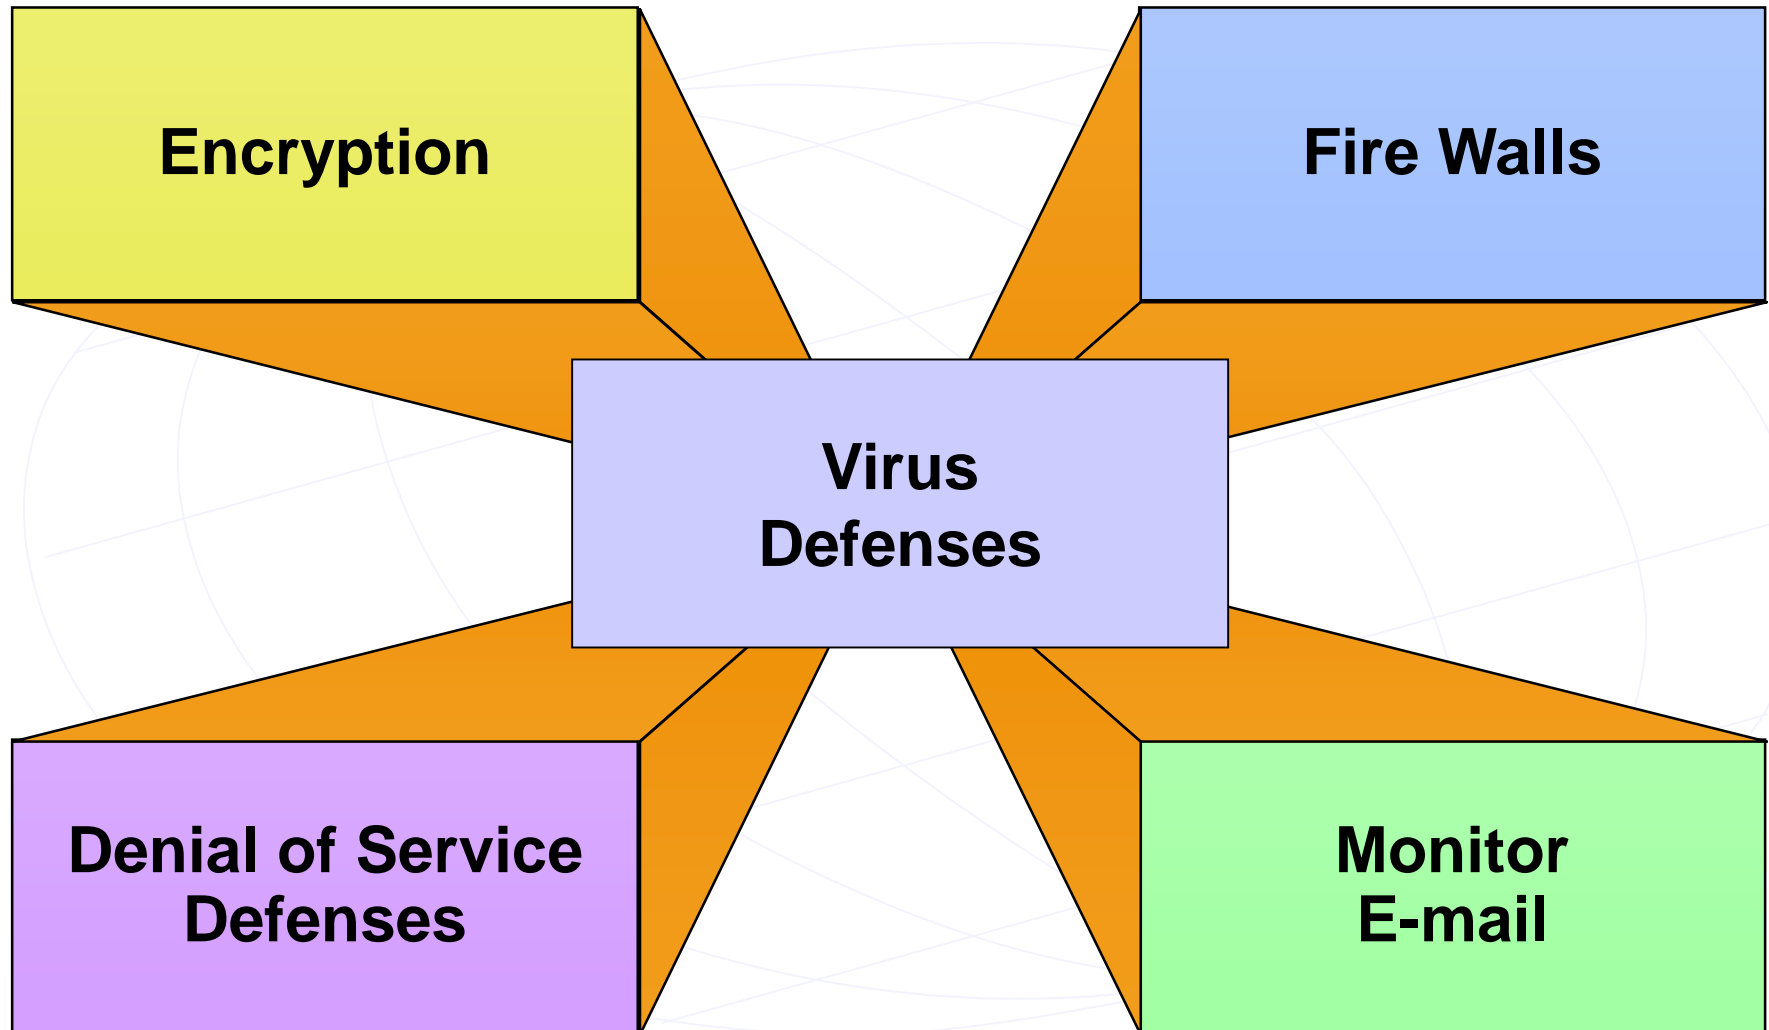 Encryption
Fire Walls
Virus
Defenses
Denial of Service
Defenses
Monitor
E-mail